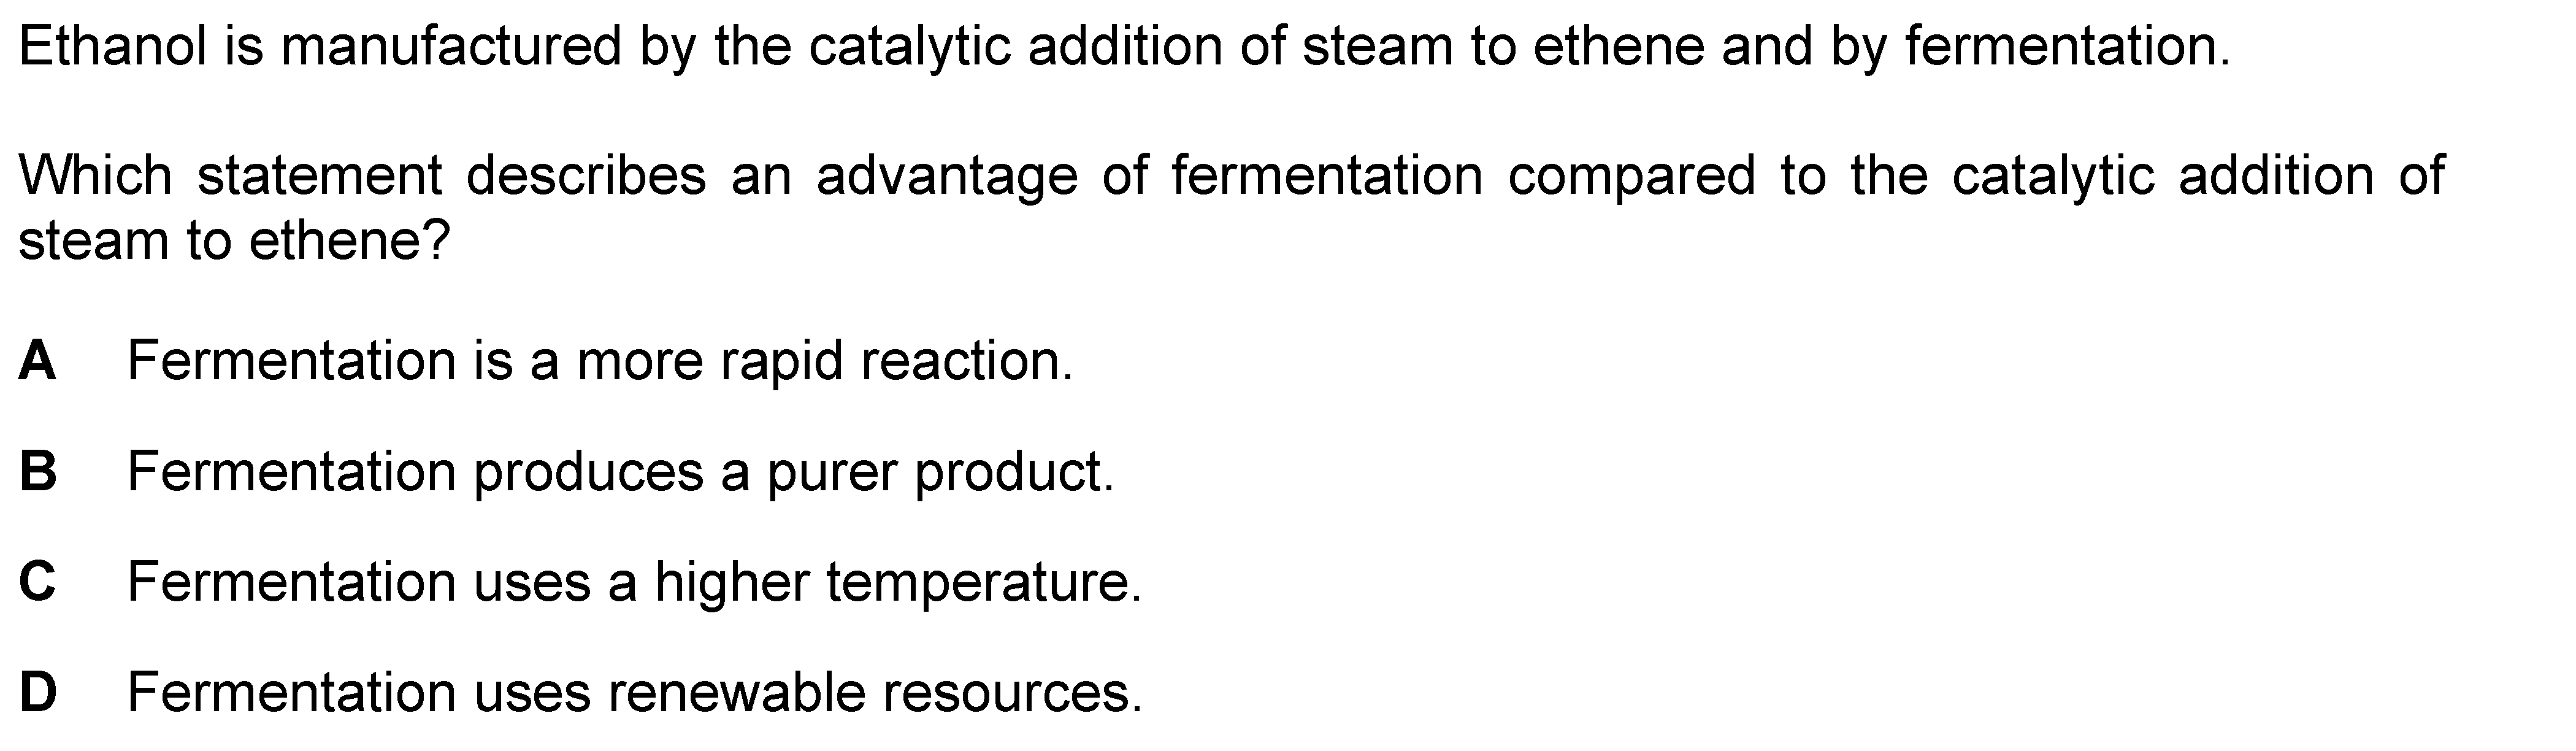 Ethanol is manufactured by the catalytic addition of steam to ethene and by fermentation.
Which statement describes an advantage of fermentation compared to the catalytic addition of
steam to ethene?
A Fermentation is a more rapid reaction.
B Fermentation produces a purer product.
C Fermentation uses a higher temperature.
D Fermentation uses renewable resources.